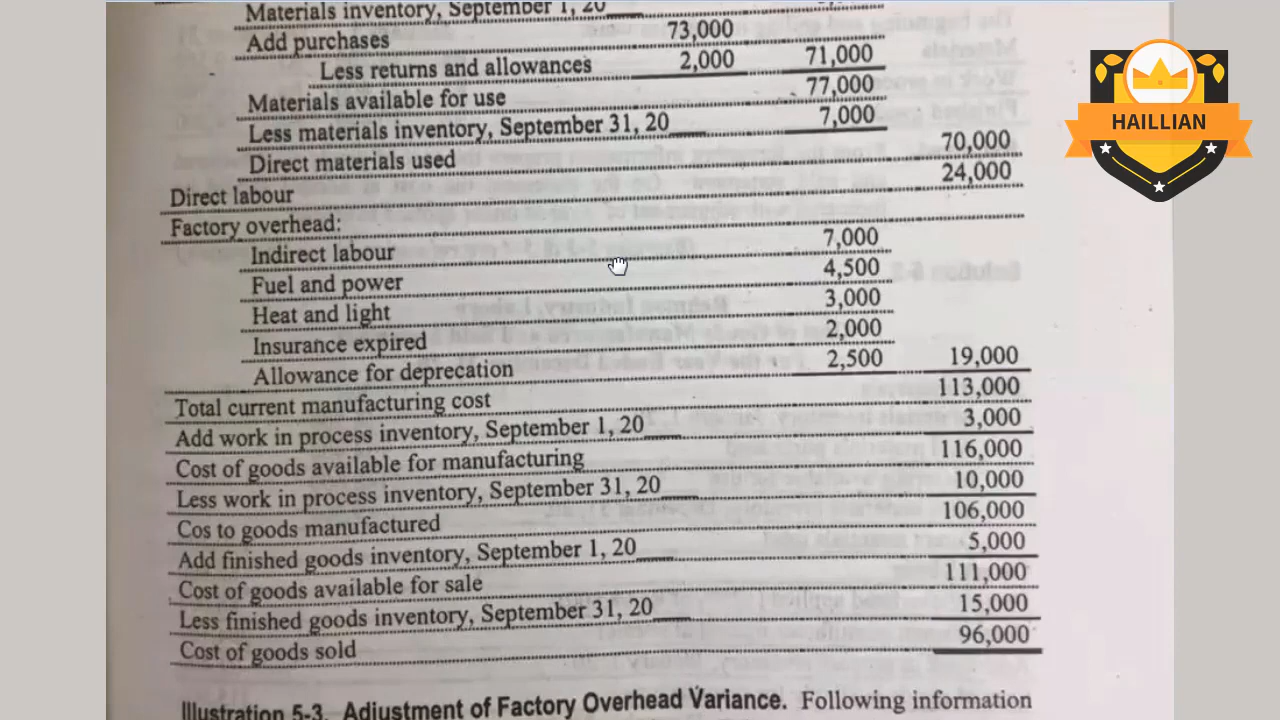 Materials inventory, September 1, 20___
Add purchases 73,000
Less returns and allowances 2,000 71,000
Materials available for use 77,000
Less materials inventory, September 31, 20___ 7,000
Direct materials used 70,000
Direct labour 24,000
Factory overhead:
Indirect labour 7,000
Fuel and power 4,500
Heat and light 3,000
Insurance expired 2,000
Allowance for deprecation 2,500 19,000
Total current manufacturing cost 113,000
Add work in process inventory, September 1, 20___ 3,000
Cost of goods available for manufacturing 116,000
Less work in process inventory, September 31, 20___ 10,000
Cos to goods manufactured 106,000
Add finished goods inventory, September 1, 20___ 5,000
Cost of goods available for sale 111,000
Less finished goods inventory, September 31, 20___ 15,000
Cost of goods sold 96,000
Illustration 5-3. Adjustment of Factory Overhead Variance. Following information
HAILLIAN